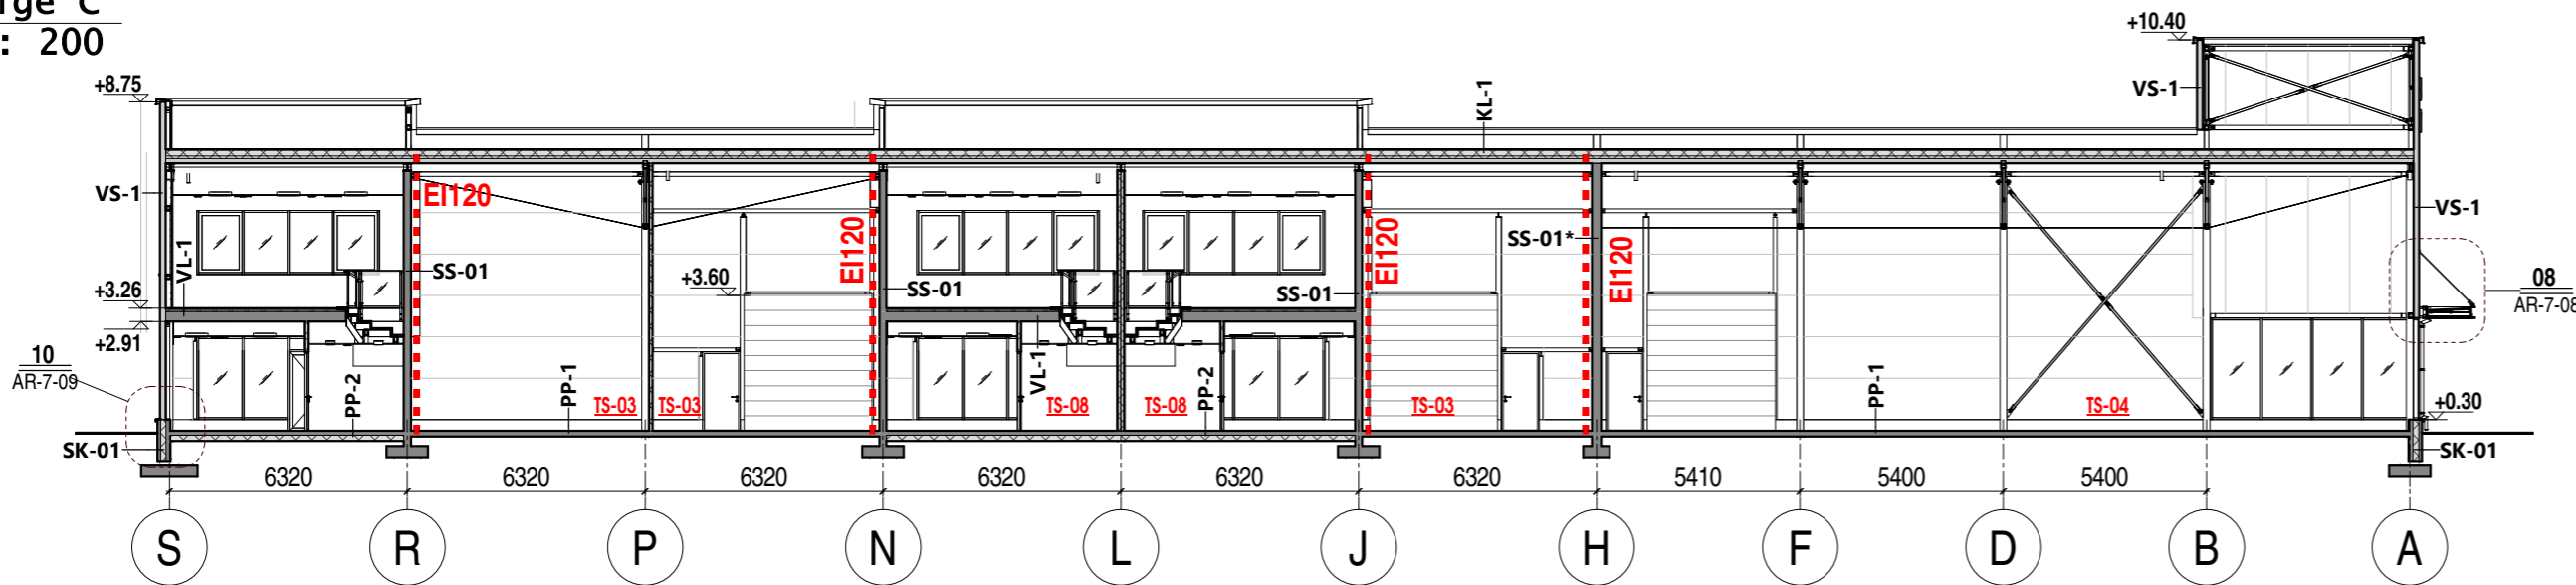 : 200
+10.40
+8.75
KL-1
VS-1
VS-1
EI120
EI120
EI120
EI120
VS-1
VL-1
SS-01
SS-01
SS-01
SS-01*
+3.60
+3.26
+2.91
08
AR-7-08
10
AR-7-09
PP-2
PP-1
VL-1
PP-2
PP-1
TS-03
TS-03
TS-08
TS-08
TS-03
TS-04
+0.30
SK-01
SK-01
6320 6320 6320 6320 6320 6320 5410 5400 5400
S R P N L J H F D B A